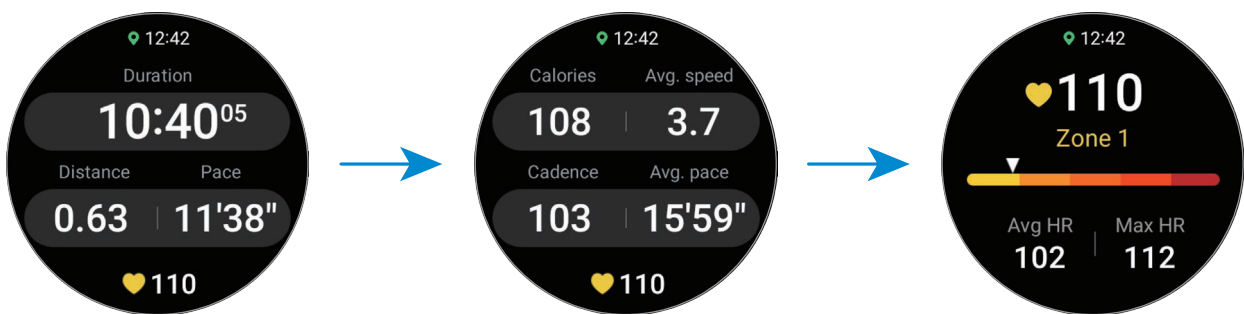 12:42
Duration
10:40 05
Distance Pace
0.63 11'38"
110
12:42
Calories Avg. speed
108 3.7
Cadence Avg. pace
103 15'59"
110
12:42
110
Zone 1
Avg HR Max HR
102 112